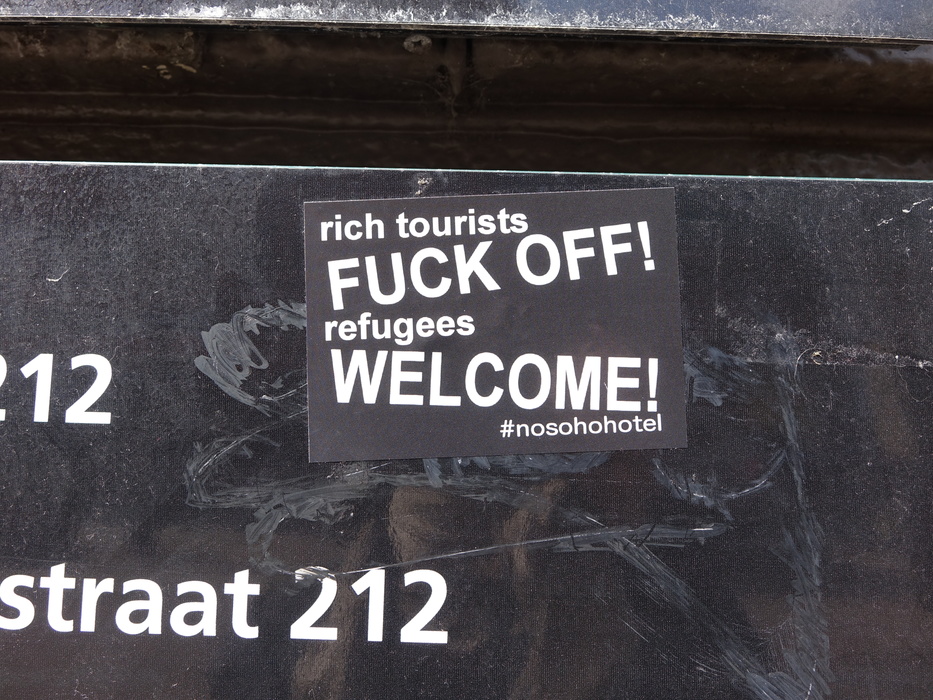 rich tourists
FUCK OFF!
refugees
WELCOME!
#nosohohotel
212
straat 212